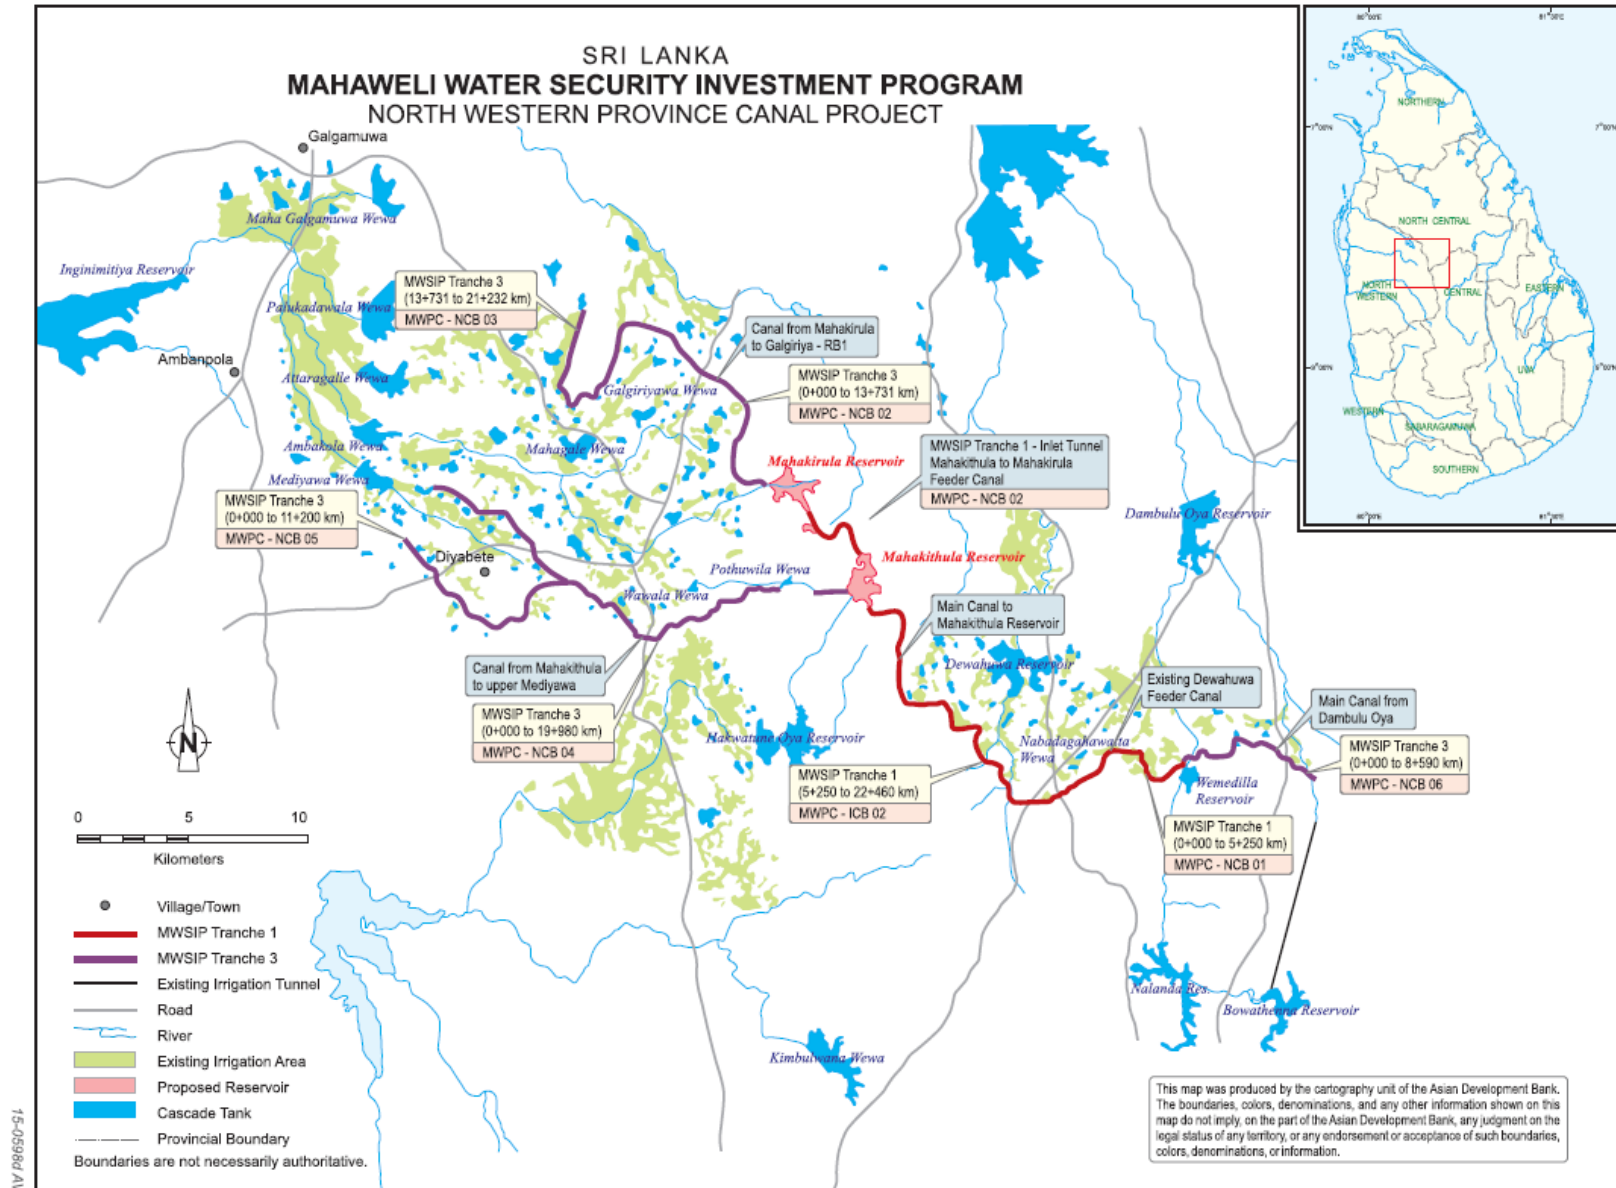 SRI LANKA
MAHAWELI WATER SECURITY INVESTMENT PROGRAM
NORTH WESTERN PROVINCE CANAL PROJECT
Galgamuwa
Maha Galgamuwa Wewa
Inginimitiya Reservoir
Palukadawala Wewa
MWSIP Tranche 3
(13+731 to 21+232 km)
MWPC - NCB 03
Canal from Mahakirula
to Galgiriya - RB1
Ambanpola
Attaragalle Wewa
Galgiriyawa Wewa
MWSIP Tranche 3
(0+000 to 13+731 km)
MWPC - NCB 02
Ambakola Wewa
Mahagale Wewa
MWSIP Tranche 1 - Inlet Tunnel
Mahakithula to Mahakirula
Feeder Canal
MWPC - NCB 02
Mahakirula Reservoir
Mediyawa Wewa
MWSIP Tranche 3
(0+000 to 11+200 km)
MWPC - NCB 05
Dambulu Oya Reservoir
Diyabete
Mahakithula Reservoir
Pothuwila Wewa
Wawala Wewa
Main Canal to
Mahakithula Reservoir
Canal from Mahakithula
to upper Mediyawa
Dewahuwa Reservoir
Existing Dewahuwa
Feeder Canal
Main Canal from
Dambulu Oya
MWSIP Tranche 3
(0+000 to 19+980 km)
MWPC - NCB 04
Hakwatune Oya Reservoir
Nabadagahawatta
Wewa
MWSIP Tranche 3
(0+000 to 8+590 km)
MWPC - NCB 06
MWSIP Tranche 1
(5+250 to 22+460 km)
MWPC - ICB 02
Wemedilla
Reservoir
MWSIP Tranche 1
(0+000 to 5+250 km)
MWPC - NCB 01
N
0 5 10
Kilometers
Village/Town
MWSIP Tranche 1
MWSIP Tranche 3
Existing Irrigation Tunnel
Road
River
Existing Irrigation Area
Proposed Reservoir
Cascade Tank
Provincial Boundary
Boundaries are not necessarily authoritative.
Nalanda Res.
Bowathenna Reservoir
Kimbulwana Wewa
This map was produced by the cartography unit of the Asian Development Bank.
The boundaries, colors, denominations, and any other information shown on this
map do not imply, on the part of the Asian Development Bank, any judgment on the
legal status of any territory, or any endorsement or acceptance of such boundaries,
colors, denominations, or information.
NORTHERN
NORTH CENTRAL
NORTH
WESTERN
CENTRAL
EASTERN
UVA
WESTERN
SABARAGAMUWA
SOUTHERN
15-0598d AV